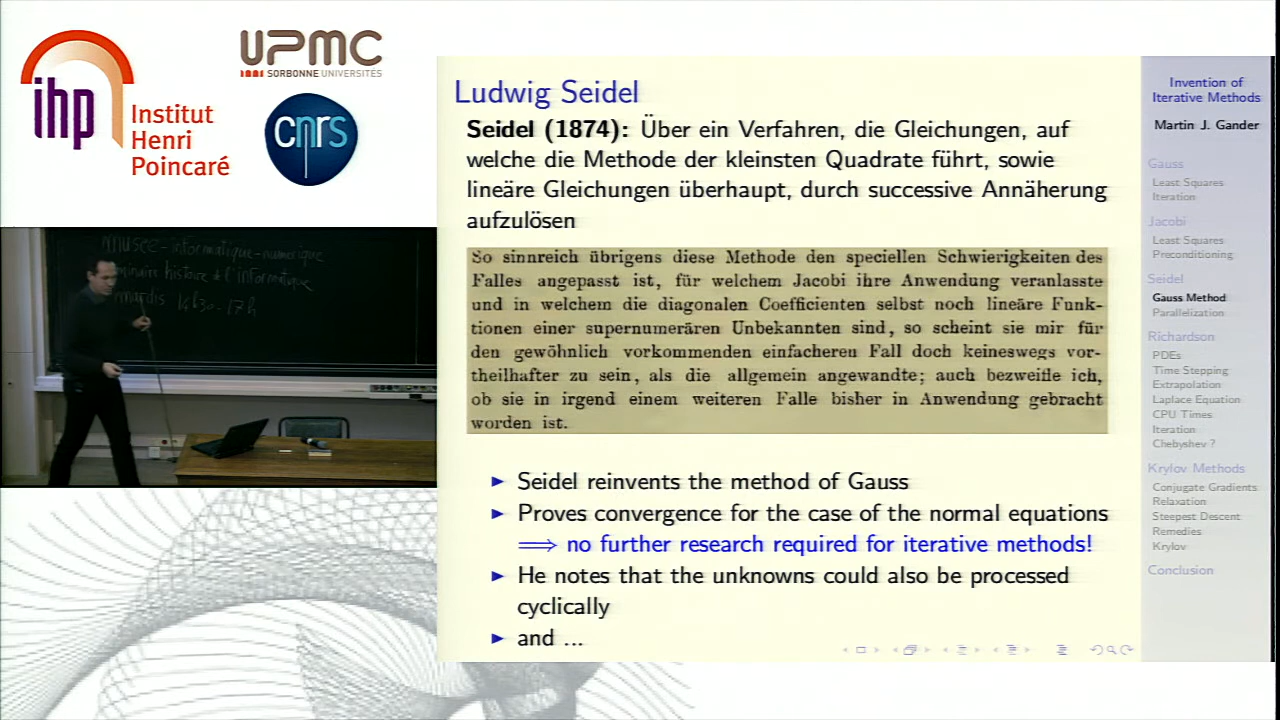 ihp
Institut
Henri
Poincaré
UPMC
SORBONNE UNIVERSITES
cnrs
musée-informatique-numerique
séminaire histoire de l'informatique
mardis 14h30-17h
Ludwig Seidel
Seidel (1874): Über ein Verfahren, die Gleichungen, auf
welche die Methode der kleinsten Quadrate führt, sowie
lineäre Gleichungen überhaupt, durch successive Annäherung
aufzulösen
So sinnreich übrigens diese Methode den speciellen Schwierigkeiten des
Falles angepasst ist, für welchem Jacobi ihre Anwendung veranlasste
und in welchem die diagonalen Coefficienten selbst noch lineäre Funk-
tionen einer supernumerären Unbekannten sind, so scheint sie mir für
den gewöhnlich vorkommenden einfacheren Fall doch keineswegs vor-
theilhafter zu sein, als die allgemein angewandte; auch bezweifle ich,
ob sie in irgend einem weiteren Falle bisher in Anwendung gebracht
worden ist.
► Seidel reinvents the method of Gauss
► Proves convergence for the case of the normal equations
⟹ no further research required for iterative methods!
► He notes that the unknowns could also be processed
cyclically
► and ...
Invention of
Iterative Methods
Martin J. Gander
Gauss
Least Squares
Iteration
Jacobi
Least Squares
Preconditioning
Seidel
Gauss Method
Parallelization
Richardson
PDEs
Time Stepping
Extrapolation
Laplace Equation
CPU Times
Iteration
Chebyshev ?
Krylov Methods
Conjugate Gradients
Relaxation
Steepest Descent
Remedies
Krylov
Conclusion